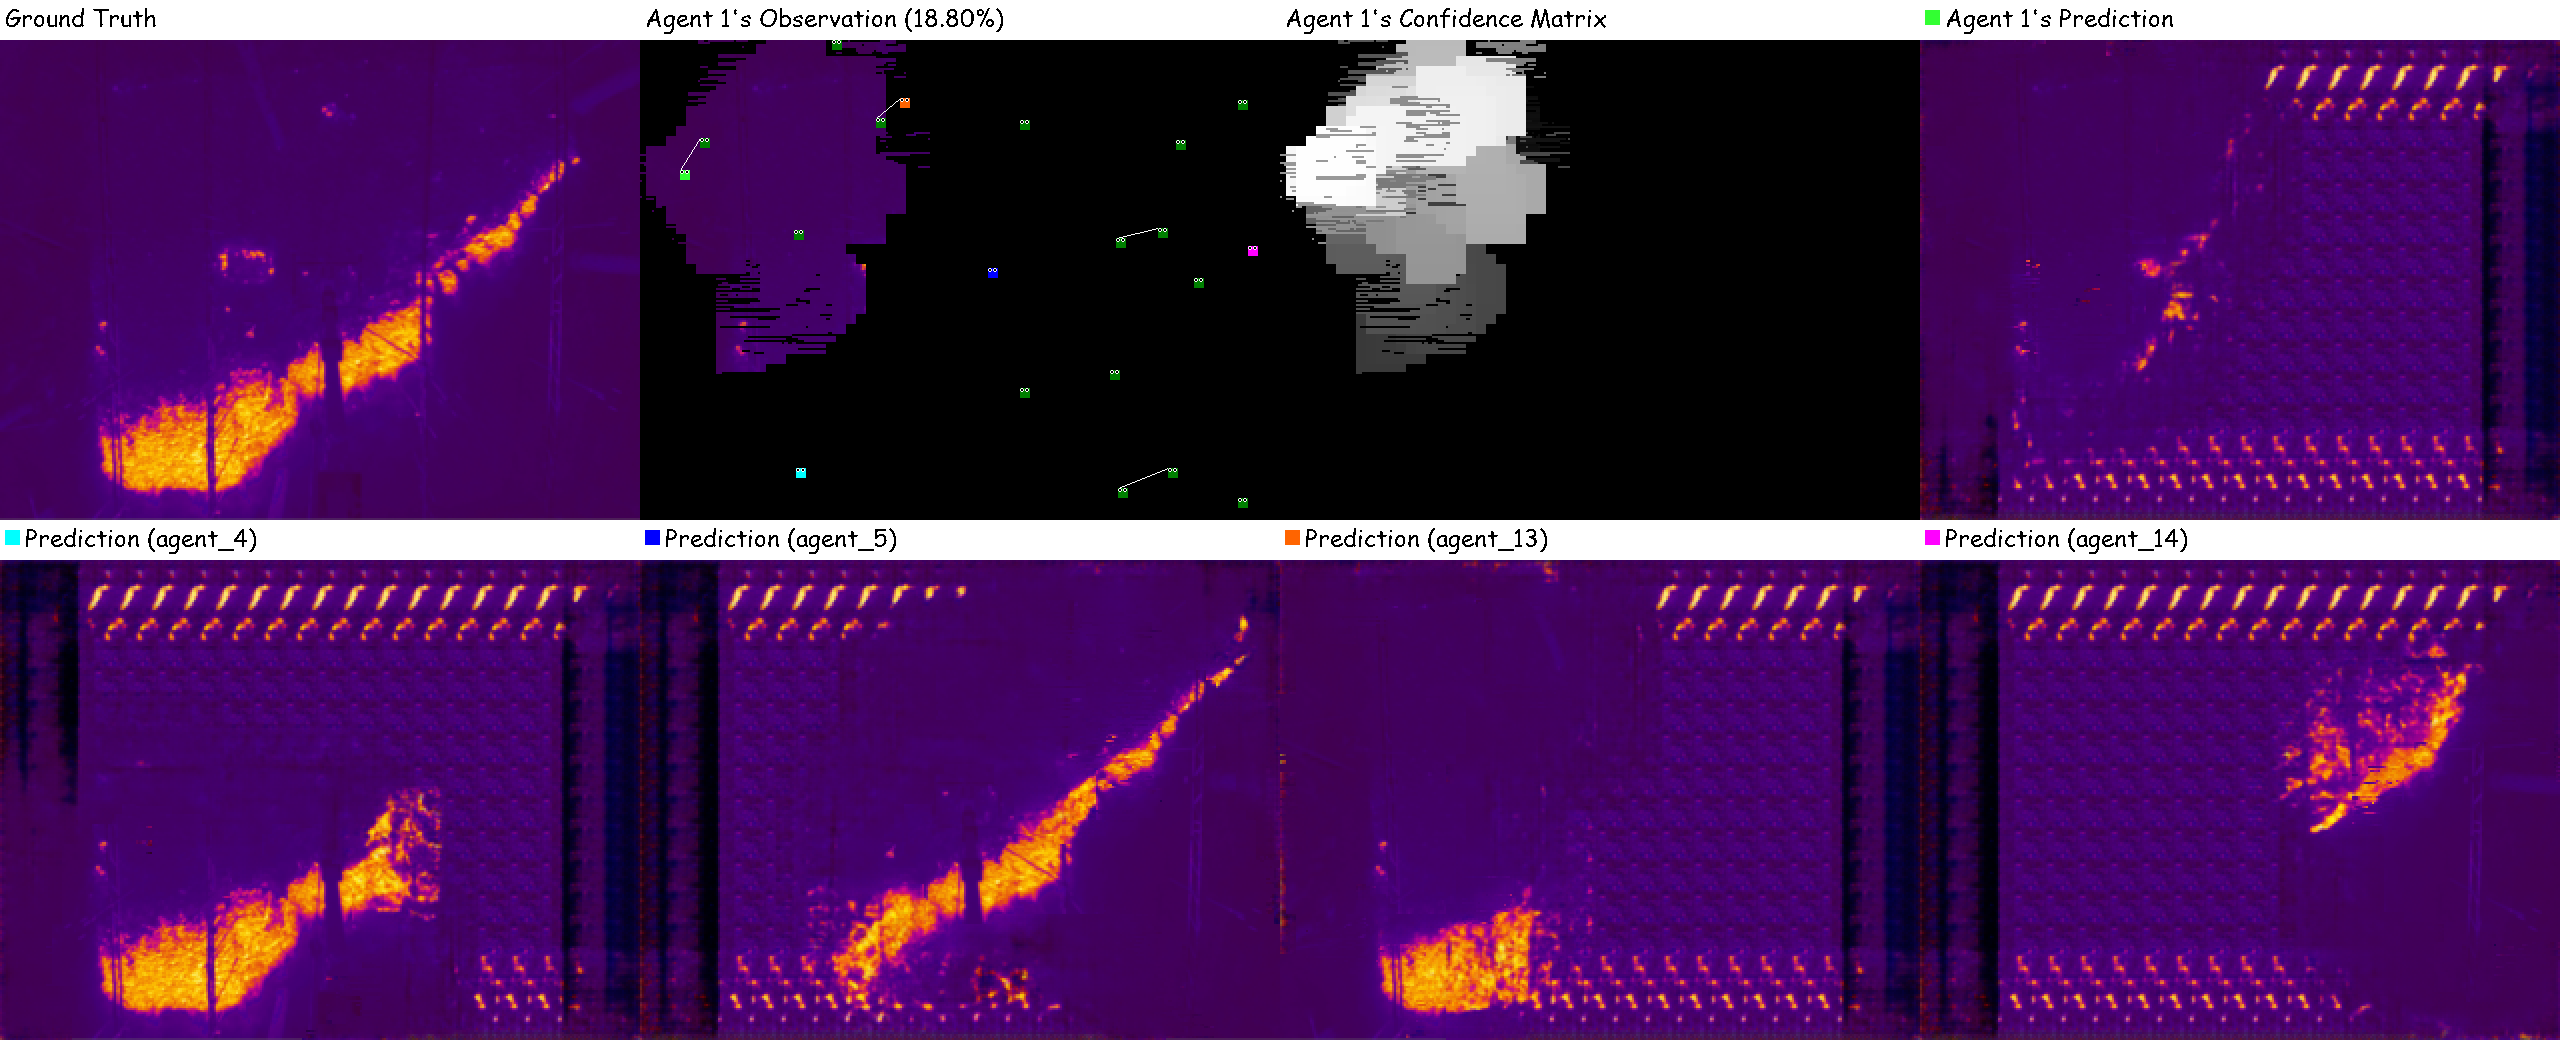 Ground Truth
Agent 1's Observation (18.80%)
Agent 1's Confidence Matrix
Agent 1's Prediction
Prediction (agent_4)
Prediction (agent_5)
Prediction (agent_13)
Prediction (agent_14)